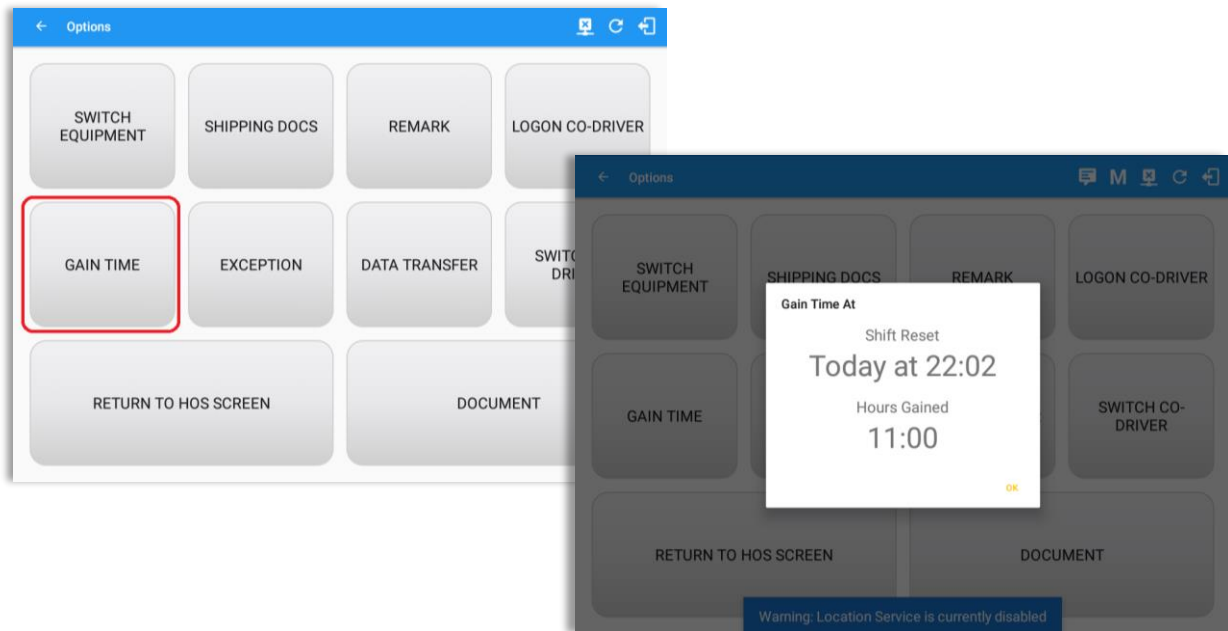 Options
SWITCH
EQUIPMENT
SHIPPING DOCS
REMARK
LOGON CO-DRIVER
GAIN TIME
EXCEPTION
DATA TRANSFER
RETURN TO HOS SCREEN
DOCUMENT
Options
M
SWITCH
EQUIPMENT
SHIPPING DOCS
REMARK
LOGON CO-DRIVER
GAIN TIME
SWITCH CO-
DRIVER
Gain Time At
Shift Reset
Today at 22:02
Hours Gained
11:00
OK
RETURN TO HOS SCREEN
DOCUMENT
Warning: Location Service is currently disabled